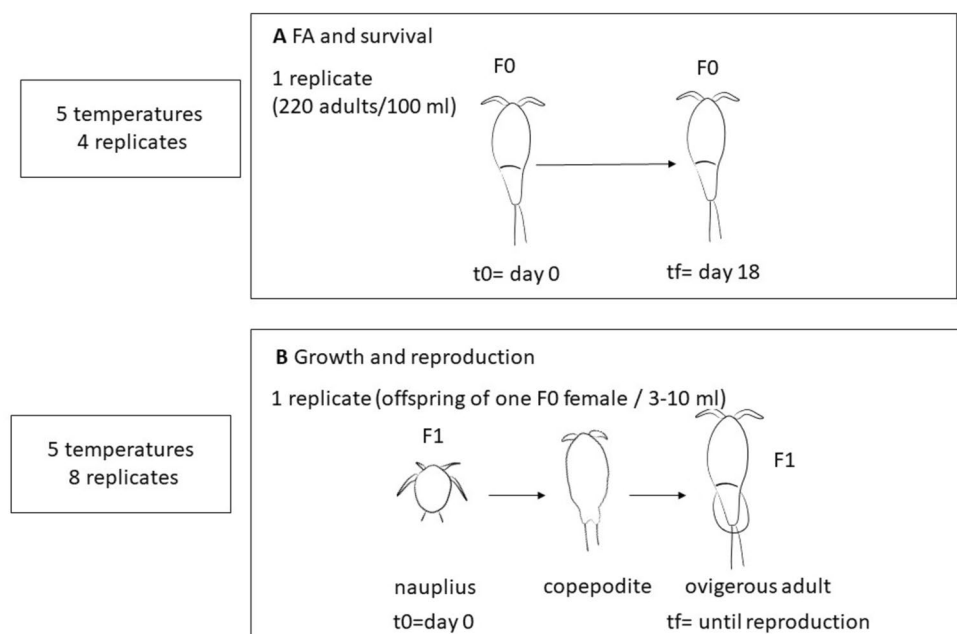 5 temperatures
4 replicates
A FA and survival
1 replicate
(220 adults/100 ml)
F0
F0
t0= day 0
tf= day 18
5 temperatures
8 replicates
B Growth and reproduction
1 replicate (offspring of one F0 female / 3-10 ml)
F1
F1
nauplius
copepodite
ovigerous adult
t0=day 0
tf= until reproduction